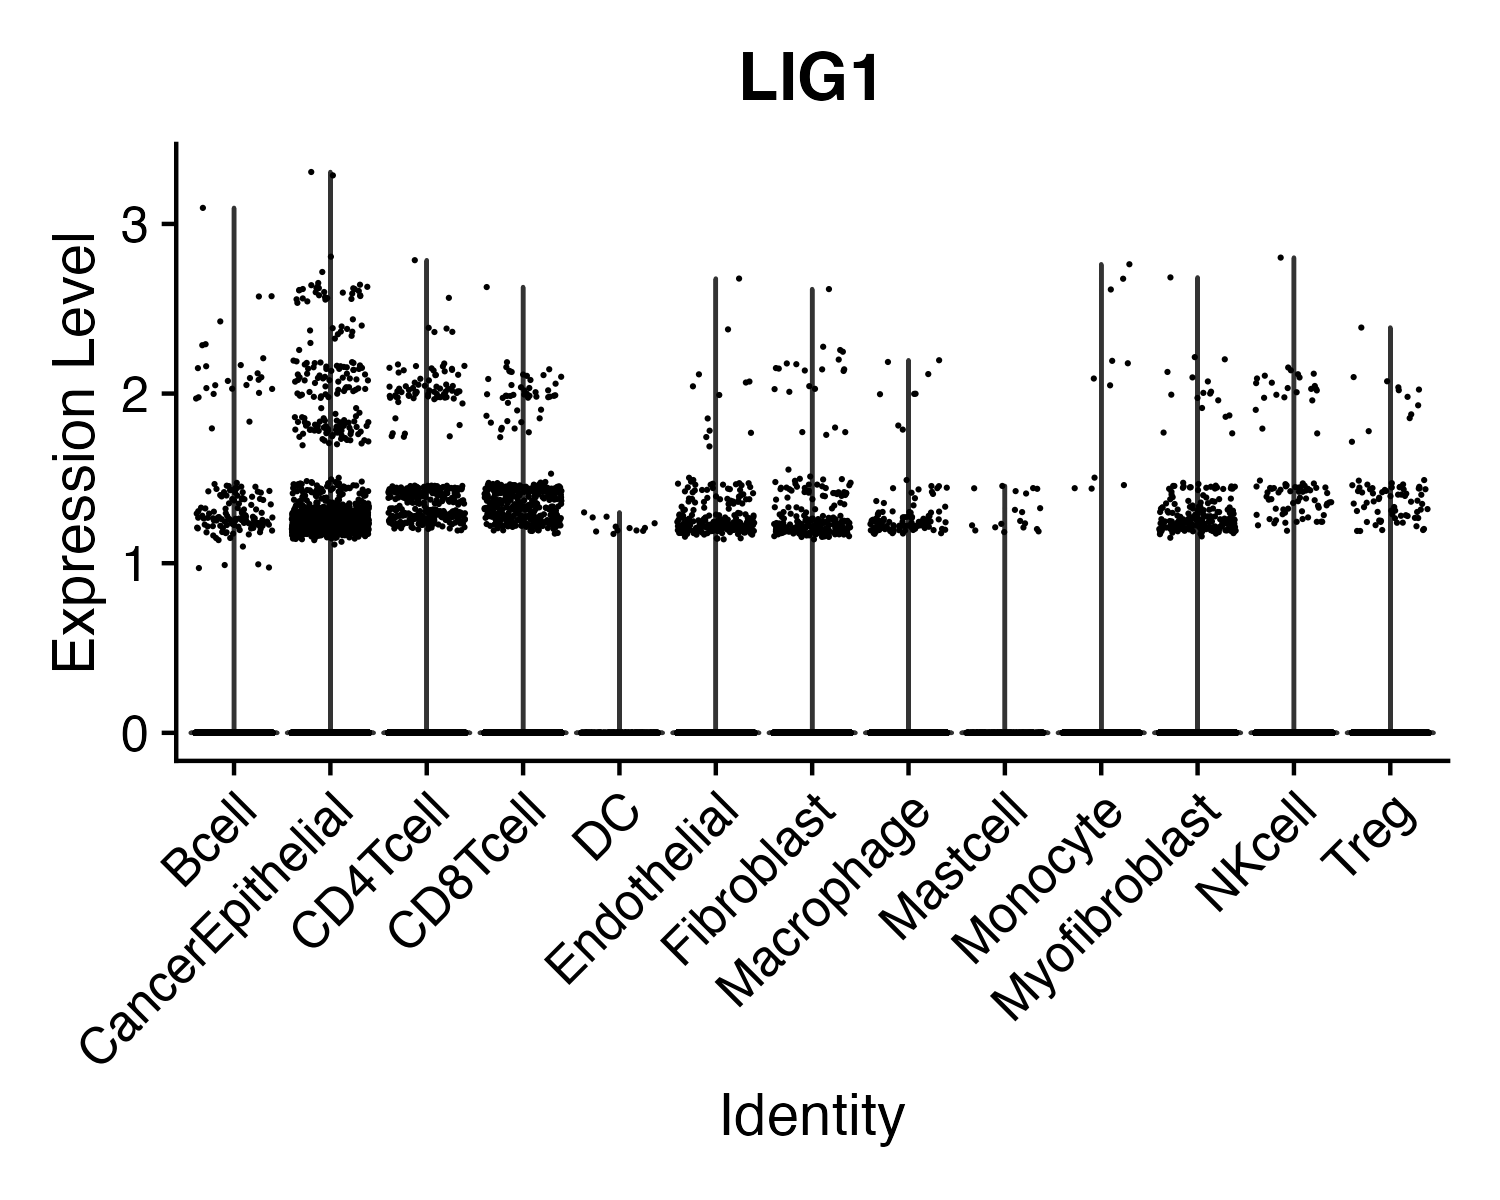 LIG1
Expression Level
3
2
1
0
Bcell
CancerEpithelial
CD4Tcell
CD8Tcell
DC
Endothelial
Fibroblast
Macrophage
Mastcell
Monocyte
Myofibroblast
NKcell
Treg
Identity